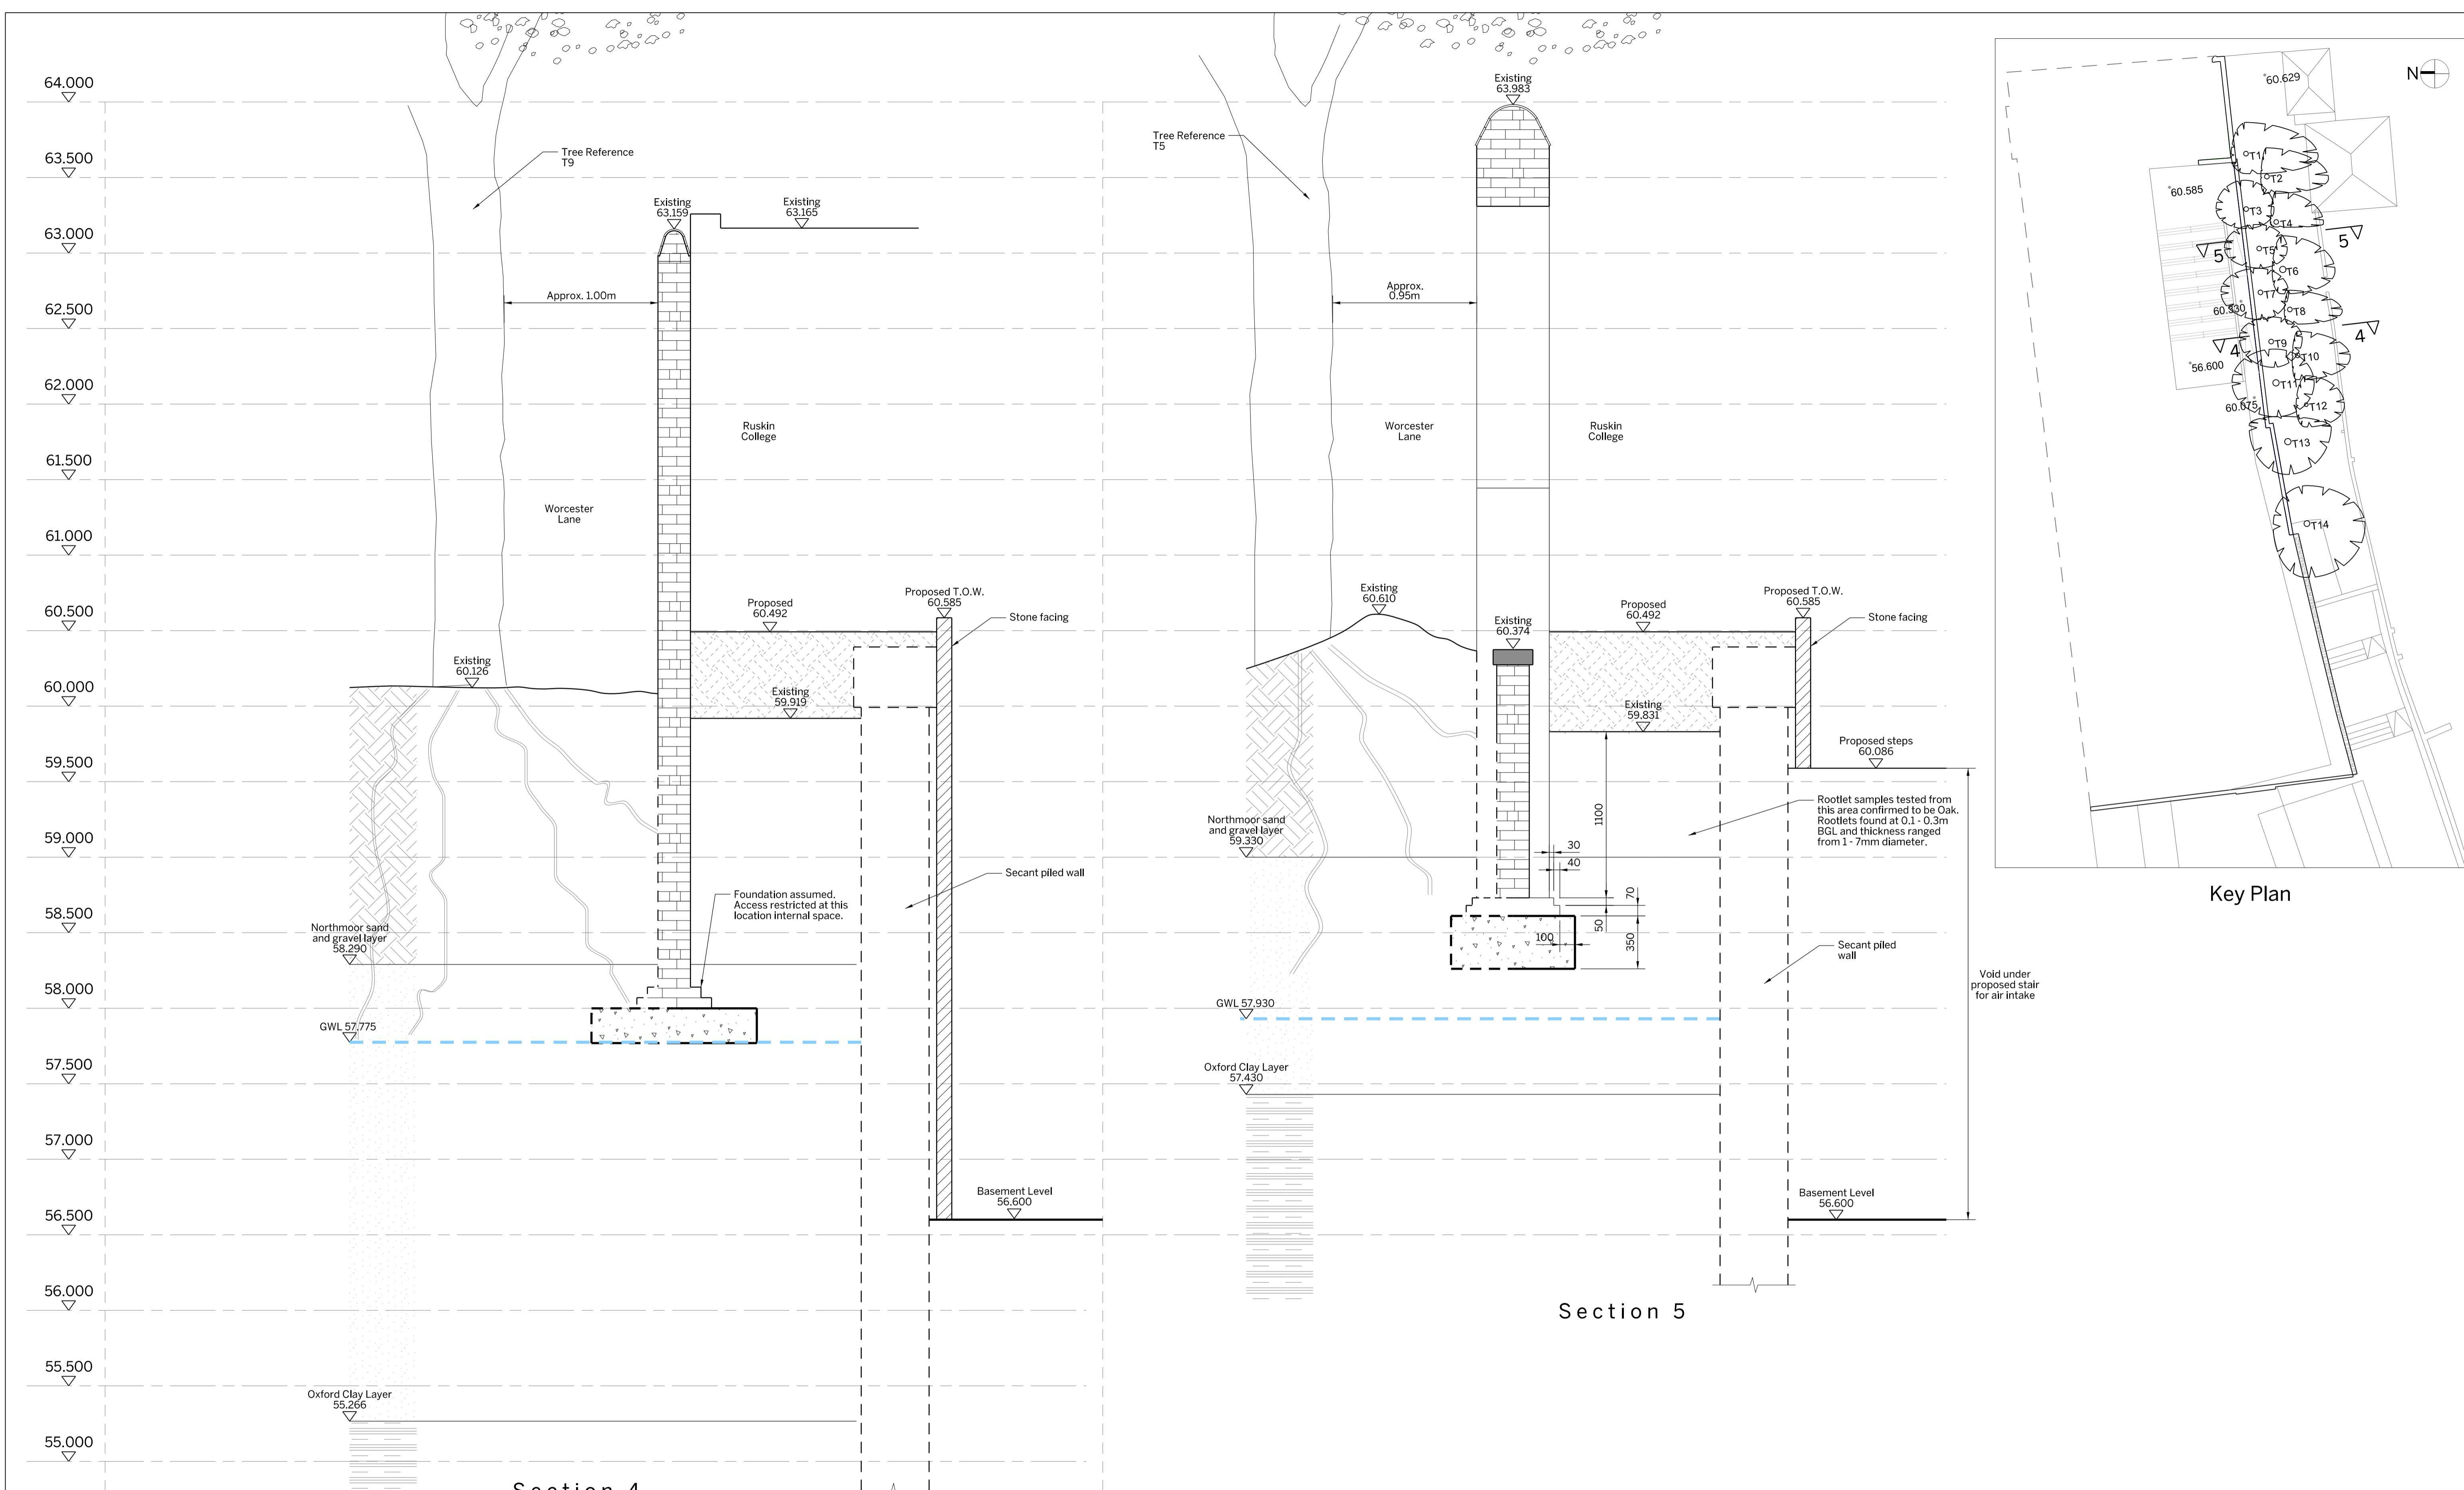 64.000
63.500
63.000
62.500
62.000
61.500
61.000
60.500
60.000
59.500
59.000
58.500
58.000
57.500
57.000
56.500
56.000
55.500
55.000
Tree Reference
T9
Existing
63.159
Existing
63.165
Approx. 1.00m
Ruskin
College
Worcester
Lane
Existing
60.126
Proposed
60.492
Existing
59.919
Proposed T.O.W.
60.585
Stone facing
Secant piled wall
Foundation assumed.
Access restricted at this
location internal space.
Northmoor sand
and gravel layer
58.290
GWL 57.775
Basement Level
56.600
Oxford Clay Layer
55.266
Section 4
Existing
63.983
Tree Reference
T5
Approx.
0.95m
Worcester
Lane
Ruskin
College
Existing
60.610
Existing
60.374
Proposed
60.492
Existing
59.831
Proposed T.O.W.
60.585
Stone facing
Proposed steps
60.086
Rootlet samples tested from
this area confirmed to be Oak.
Rootlets found at 0.1 - 0.3m
BGL and thickness ranged
from 1 - 7mm diameter.
1100
30
40
70
50
100
350
Northmoor sand
and gravel layer
59.330
GWL 57.930
Oxford Clay Layer
57.430
Secant piled
wall
Void under
proposed stair
for air intake
Basement Level
56.600
Section 5
N
60.629
T1
T2
60.585
T3
T4
5
5
T5
T6
T7
60.330
T8
4
4
T9
T10
56.600
T11
T12
60.075
T13
T14
Key Plan